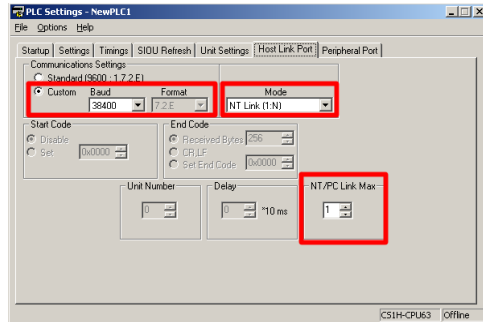 PLC Settings - NewPLC1
File Options Help
Startup Settings Timings SIOU Refresh Unit Settings Host Link Port Peripheral Port
Communications Settings
Standard (9600 ; 1,7,2,E)
Custom Baud Format Mode
38400 7,2,E NT Link (1:N)
Start Code End Code
Disable Received Bytes 256
Set 0x0000 CR,LF
Set End Code 0x0000
Unit Number Delay NT/PC Link Max
0 0 *10 ms 1
CS1H-CPU63 Offline